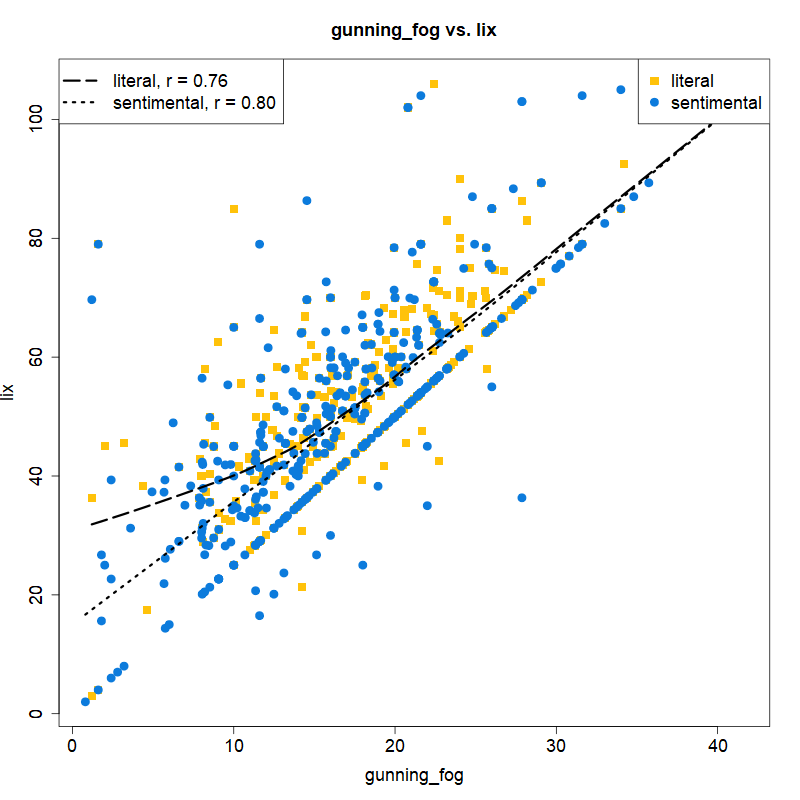 gunning_fog vs. lix
literal, r = 0.76
sentimental, r = 0.80
literal
sentimental
100
80
60
40
20
0
lix
0 10 20 30 40
gunning_fog